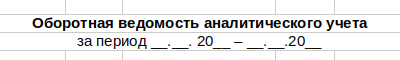 Оборотная ведомость аналитического учета
за период __.__. 20__ – __.__.20__